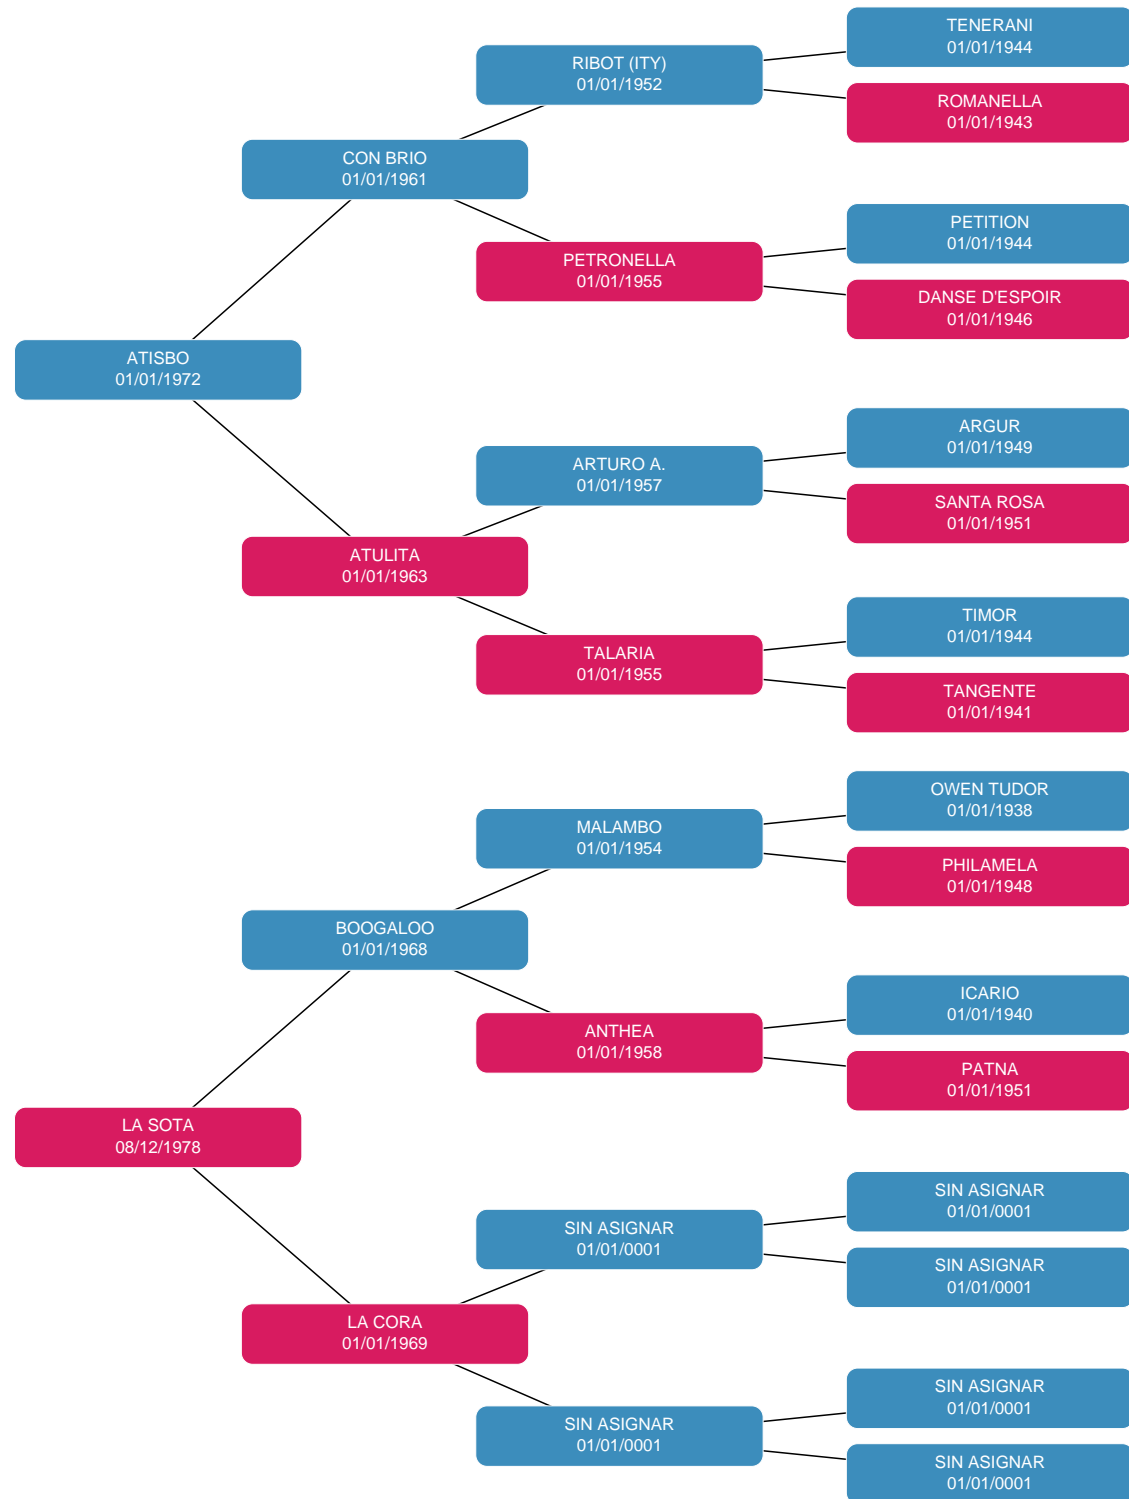 TENERANI
01/01/1944
RIBOT (ITY)
01/01/1952
ROMANELLA
01/01/1943
CON BRIO
01/01/1961
PETITION
01/01/1944
PETRONELLA
01/01/1955
DANSE D'ESPOIR
01/01/1946
ATISBO
01/01/1972
ARGUR
01/01/1949
ARTURO A.
01/01/1957
SANTA ROSA
01/01/1951
ATULITA
01/01/1963
TIMOR
01/01/1944
TALARIA
01/01/1955
TANGENTE
01/01/1941
OWEN TUDOR
01/01/1938
MALAMBO
01/01/1954
PHILAMELA
01/01/1948
BOOGALOO
01/01/1968
ICARIO
01/01/1940
ANTHEA
01/01/1958
PATNA
01/01/1951
LA SOTA
08/12/1978
SIN ASIGNAR
01/01/0001
SIN ASIGNAR
01/01/0001
SIN ASIGNAR
01/01/0001
LA CORA
01/01/1969
SIN ASIGNAR
01/01/0001
SIN ASIGNAR
01/01/0001
SIN ASIGNAR
01/01/0001